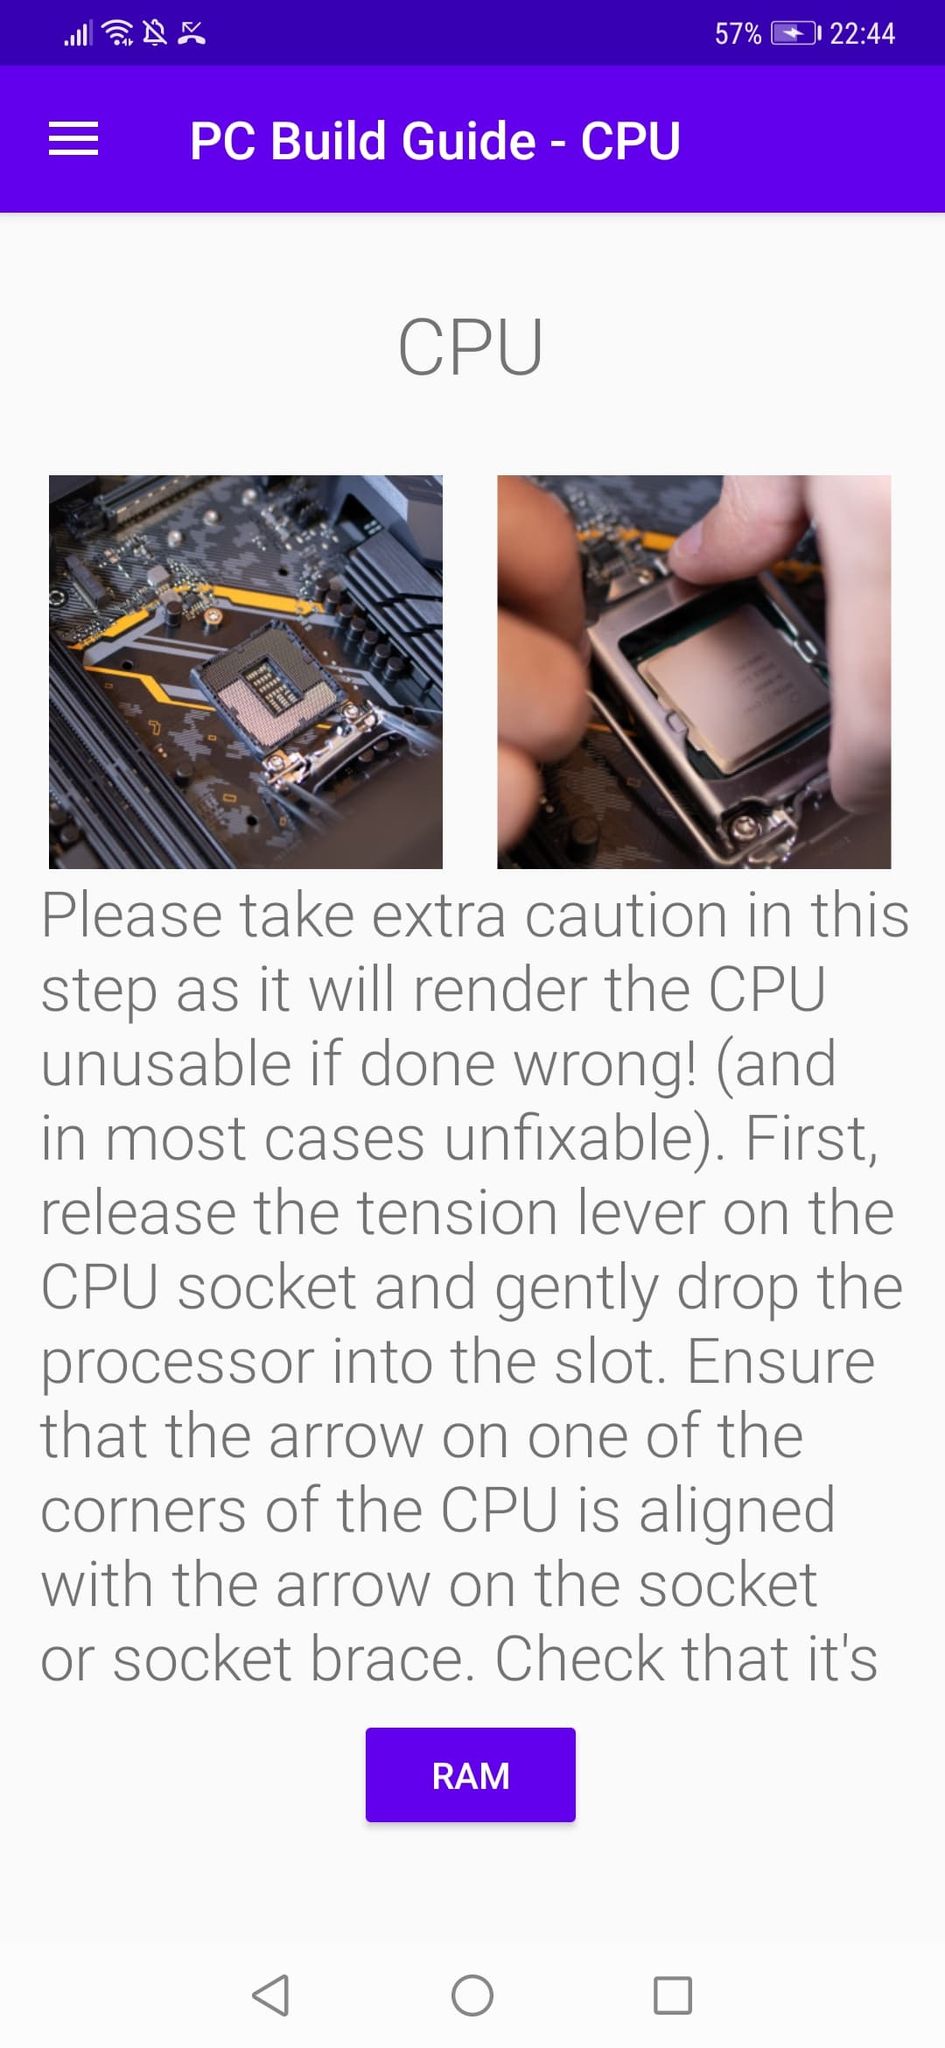 57% 22:44
PC Build Guide - CPU
CPU
Please take extra caution in this
step as it will render the CPU
unusable if done wrong! (and
in most cases unfixable). First,
release the tension lever on the
CPU socket and gently drop the
processor into the slot. Ensure
that the arrow on one of the
corners of the CPU is aligned
with the arrow on the socket
or socket brace. Check that it's
RAM